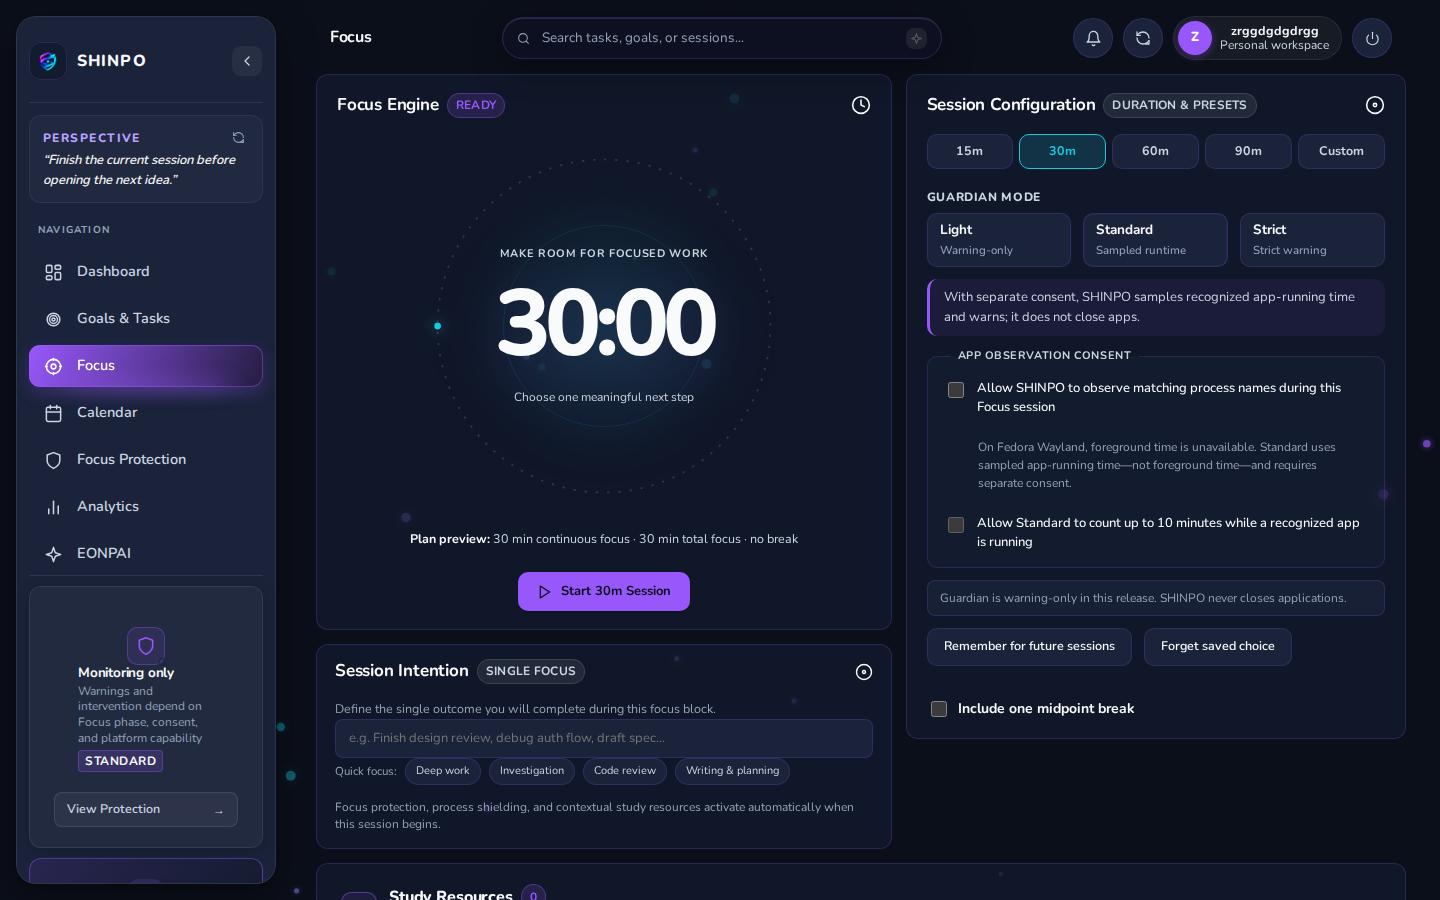 SHINPO
PERSPECTIVE
“Finish the current session before
opening the next idea.”
NAVIGATION
Dashboard
Goals & Tasks
Focus
Calendar
Focus Protection
Analytics
EONPAI
Monitoring only
Warnings and
intervention depend on
Focus phase, consent,
and platform capability
STANDARD
View Protection →
Focus
Search tasks, goals, or sessions...
Z
zrggdgdgdrgg
Personal workspace
Focus Engine READY
MAKE ROOM FOR FOCUSED WORK
30:00
Choose one meaningful next step
Plan preview: 30 min continuous focus · 30 min total focus · no break
Start 30m Session
Session Intention SINGLE FOCUS
Define the single outcome you will complete during this focus block.
e.g. Finish design review, debug auth flow, draft spec...
Quick focus: Deep work Investigation Code review Writing & planning
Focus protection, process shielding, and contextual study resources activate automatically when
this session begins.
Session Configuration DURATION & PRESETS
15m 30m 60m 90m Custom
GUARDIAN MODE
Light Standard Strict
Warning-only Sampled runtime Strict warning
With separate consent, SHINPO samples recognized app-running time
and warns; it does not close apps.
APP OBSERVATION CONSENT
Allow SHINPO to observe matching process names during this
Focus session
On Fedora Wayland, foreground time is unavailable. Standard uses
sampled app-running time—not foreground time—and requires
separate consent.
Allow Standard to count up to 10 minutes while a recognized app
is running
Guardian is warning-only in this release. SHINPO never closes applications.
Remember for future sessions Forget saved choice
Include one midpoint break
Study Resources 0